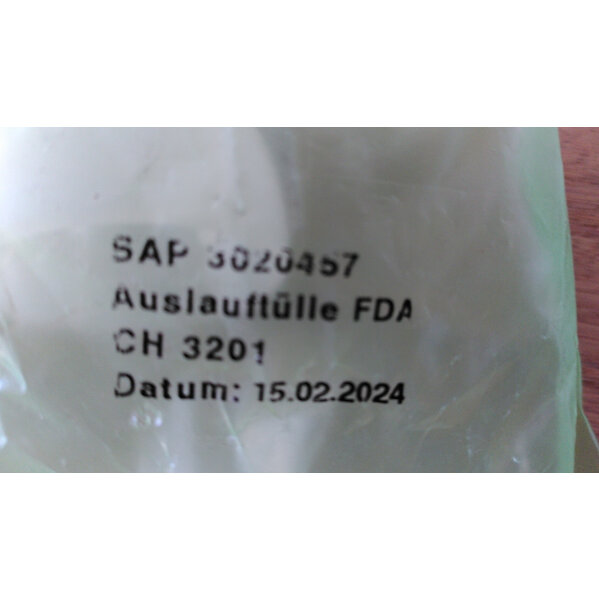 SAP 3020457
Auslauftülle FDA
CH 3201
Datum: 15.02.2024